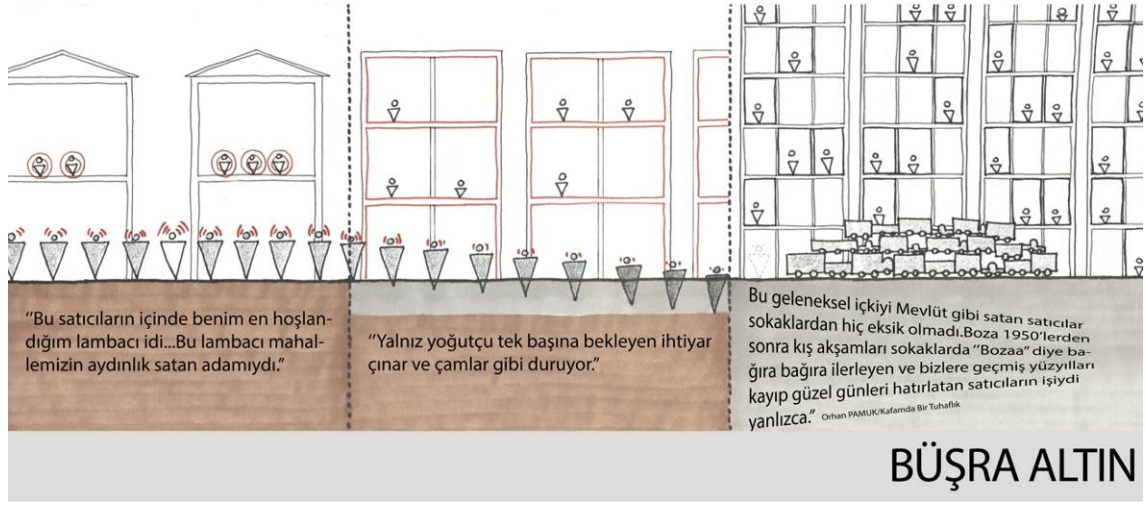 "Bu satıcıların içinde benim en hoşlan-
dığım lambacı idi...Bu lambacı mahal-
lemizin aydınlık satan adamıydı."
"Yalnız yoğutçu tek başına bekleyen ihtiyar
çınar ve çamlar gibi duruyor."
Bu geleneksel içkiyi Mevlüt gibi satan satıcılar
sokaklardan hiç eksik olmadı.Boza 1950'lerden
sonra kış akşamları sokaklarda "Bozaa" diye ba-
ğıra bağıra ilerleyen ve bizlere geçmiş yüzyılları
kayıp güzel günleri hatırlatan satıcıların işiydi
yanlızca." Orhan PAMUK/Kafamda Bir Tuhaflık
BÜŞRA ALTIN